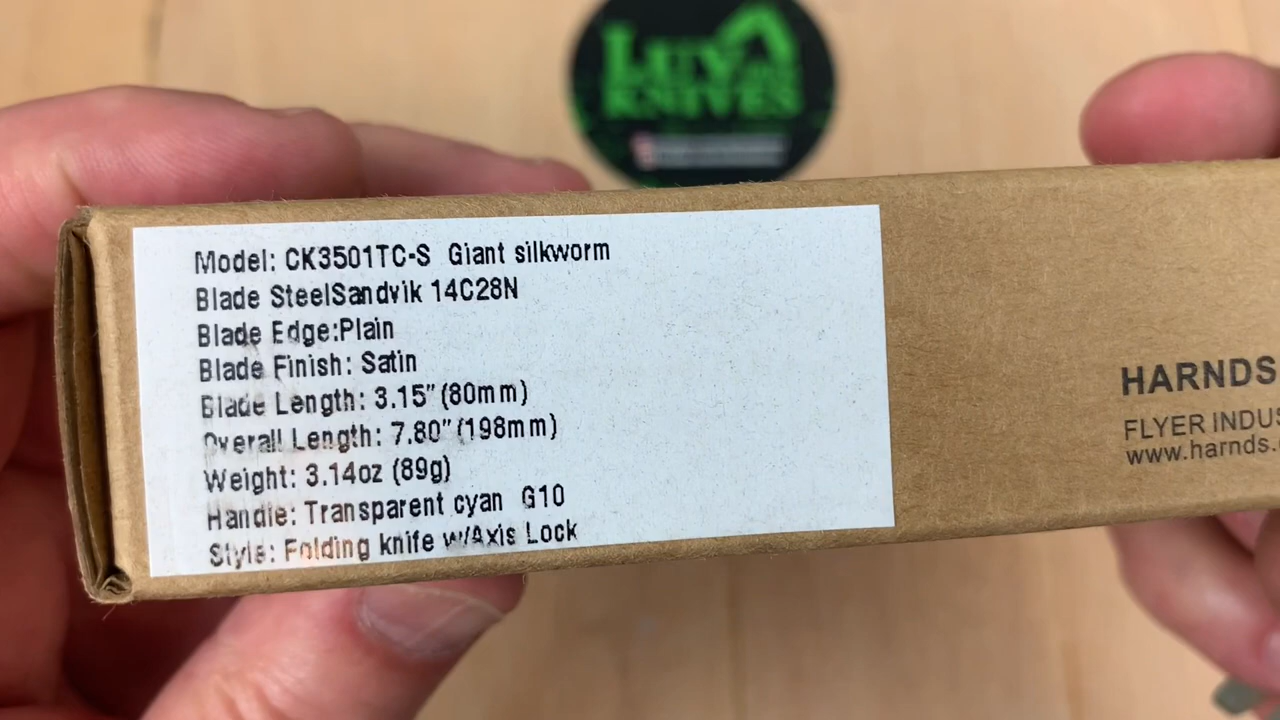 LUV A
KNIVES
Model: CK3501TC-S Giant silkworm
Blade SteelSandvik 14C28N
Blade Edge:Plain
Blade Finish: Satin
Blade Length: 3.15"(80mm)
Overall Length: 7.80"(198mm)
Weight: 3.14oz (89g)
Handle: Transparent cyan G10
Style: Folding knife w/Axis Lock
HARNDS
FLYER INDUS
www.harnds.